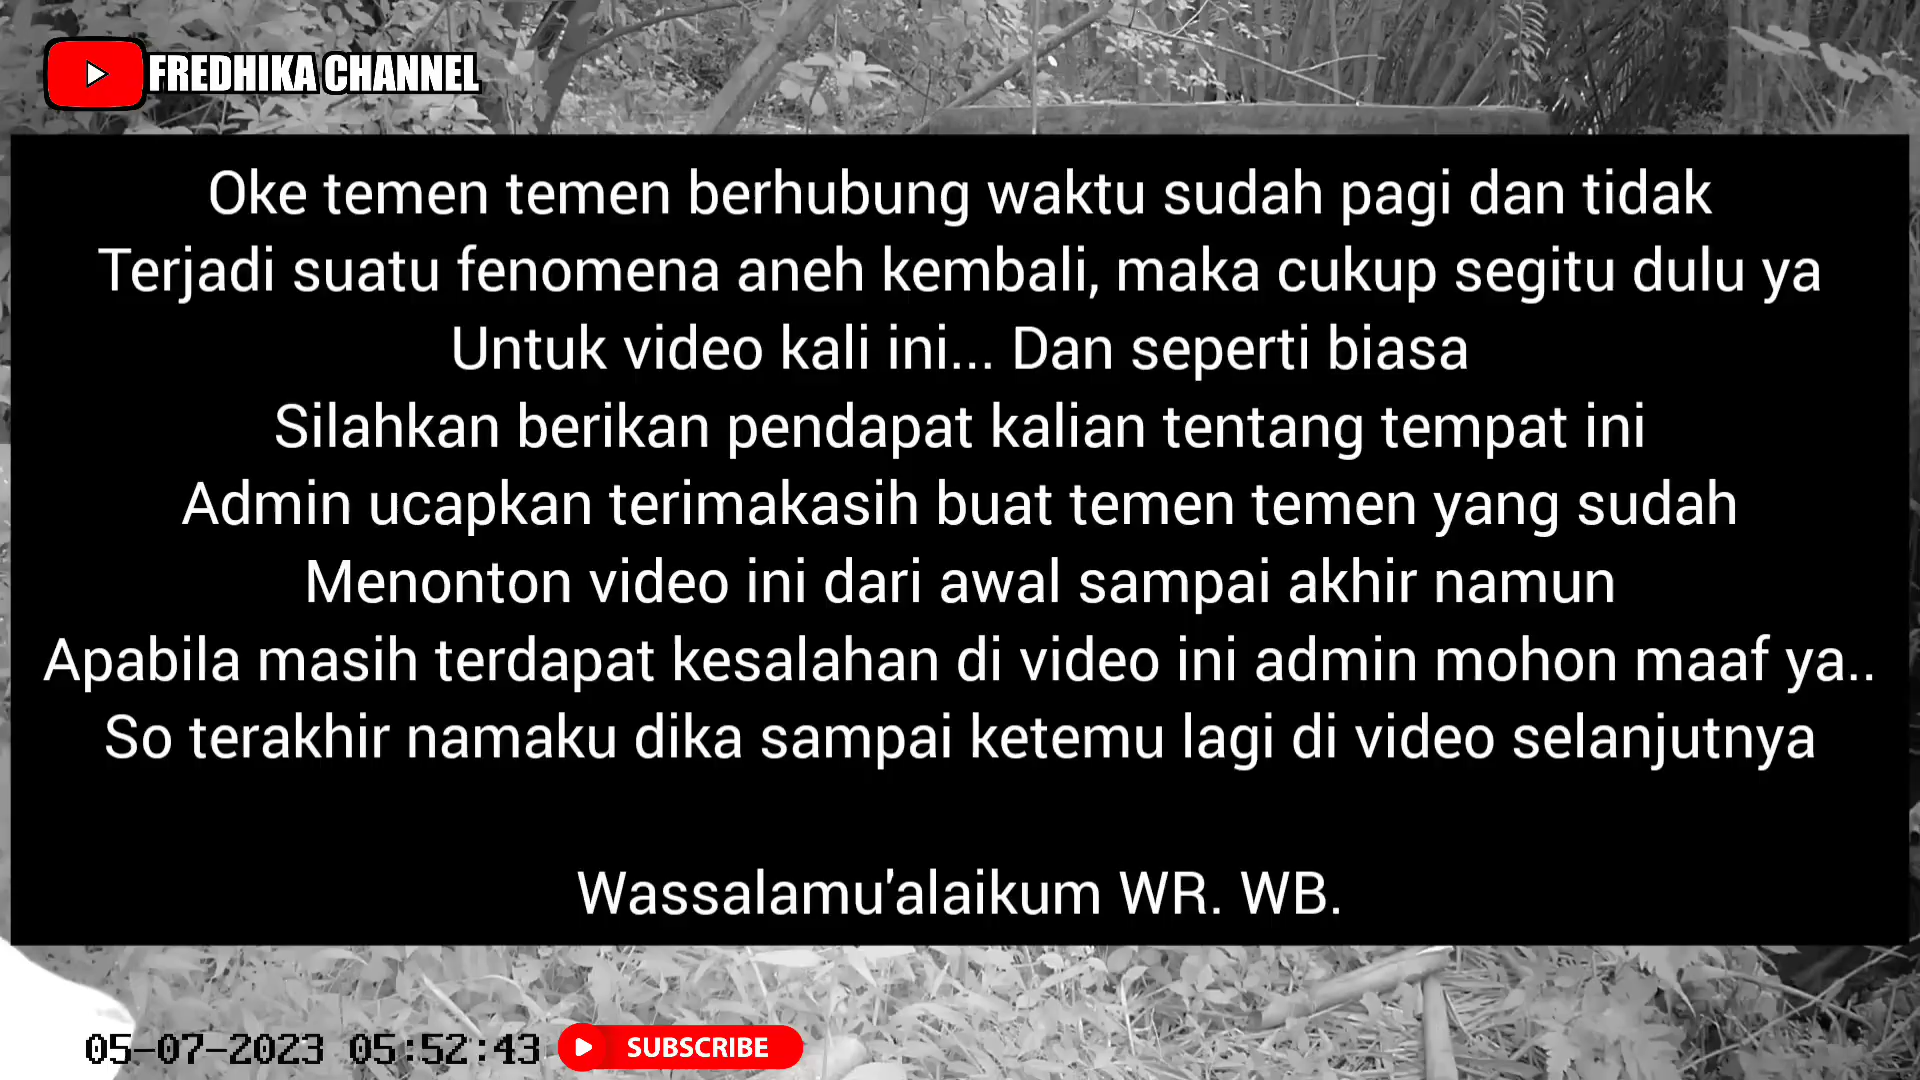 FREDHIKA CHANNEL
Oke temen temen berhubung waktu sudah pagi dan tidak
Terjadi suatu fenomena aneh kembali, maka cukup segitu dulu ya
Untuk video kali ini... Dan seperti biasa
Silahkan berikan pendapat kalian tentang tempat ini
Admin ucapkan terimakasih buat temen temen yang sudah
Menonton video ini dari awal sampai akhir namun
Apabila masih terdapat kesalahan di video ini admin mohon maaf ya..
So terakhir namaku dika sampai ketemu lagi di video selanjutnya
Wassalamu'alaikum WR. WB.
05-07-2023 05:52:43
SUBSCRIBE